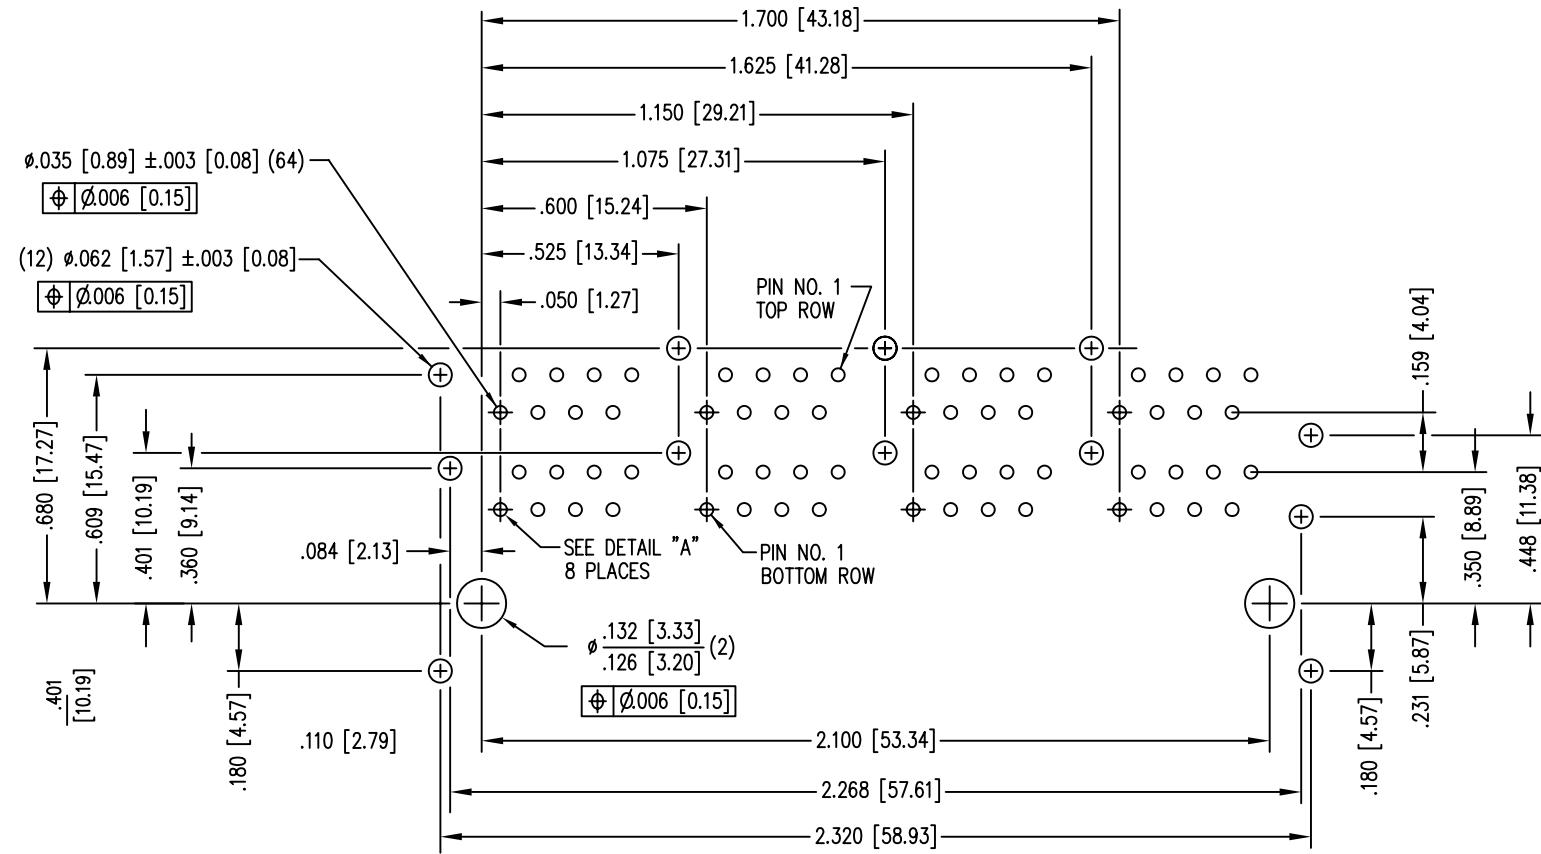 1.700 [43.18]
1.625 [41.28]
1.150 [29.21]
1.075 [27.31]
ø.035 [0.89] ±.003 [0.08] (64)
⌖ Ø.006 [0.15]
.600 [15.24]
(12) ø.062 [1.57] ±.003 [0.08]
.525 [13.34]
⌖ Ø.006 [0.15]
.050 [1.27]
PIN NO. 1
TOP ROW
.159 [4.04]
.680 [17.27]
.609 [15.47]
.401 [10.19]
.360 [9.14]
.084 [2.13]
SEE DETAIL "A"
8 PLACES
PIN NO. 1
BOTTOM ROW
.350 [8.89]
.448 [11.38]
ø .132 [3.33]
.126 [3.20] (2)
⌖ Ø.006 [0.15]
.401
[10.19]
.180 [4.57]
.110 [2.79]
.231 [5.87]
.180 [4.57]
2.100 [53.34]
2.268 [57.61]
2.320 [58.93]